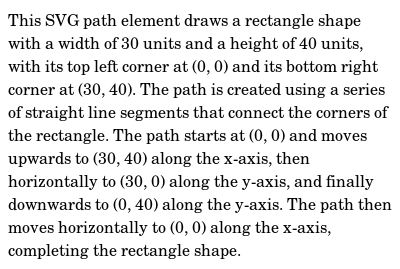 This SVG path element draws a rectangle shape
with a width of 30 units and a height of 40 units,
with its top left corner at (0, 0) and its bottom right
corner at (30, 40). The path is created using a series
of straight line segments that connect the corners of
the rectangle. The path starts at (0, 0) and moves
upwards to (30, 40) along the x-axis, then
horizontally to (30, 0) along the y-axis, and finally
downwards to (0, 40) along the y-axis. The path then
moves horizontally to (0, 0) along the x-axis,
completing the rectangle shape.